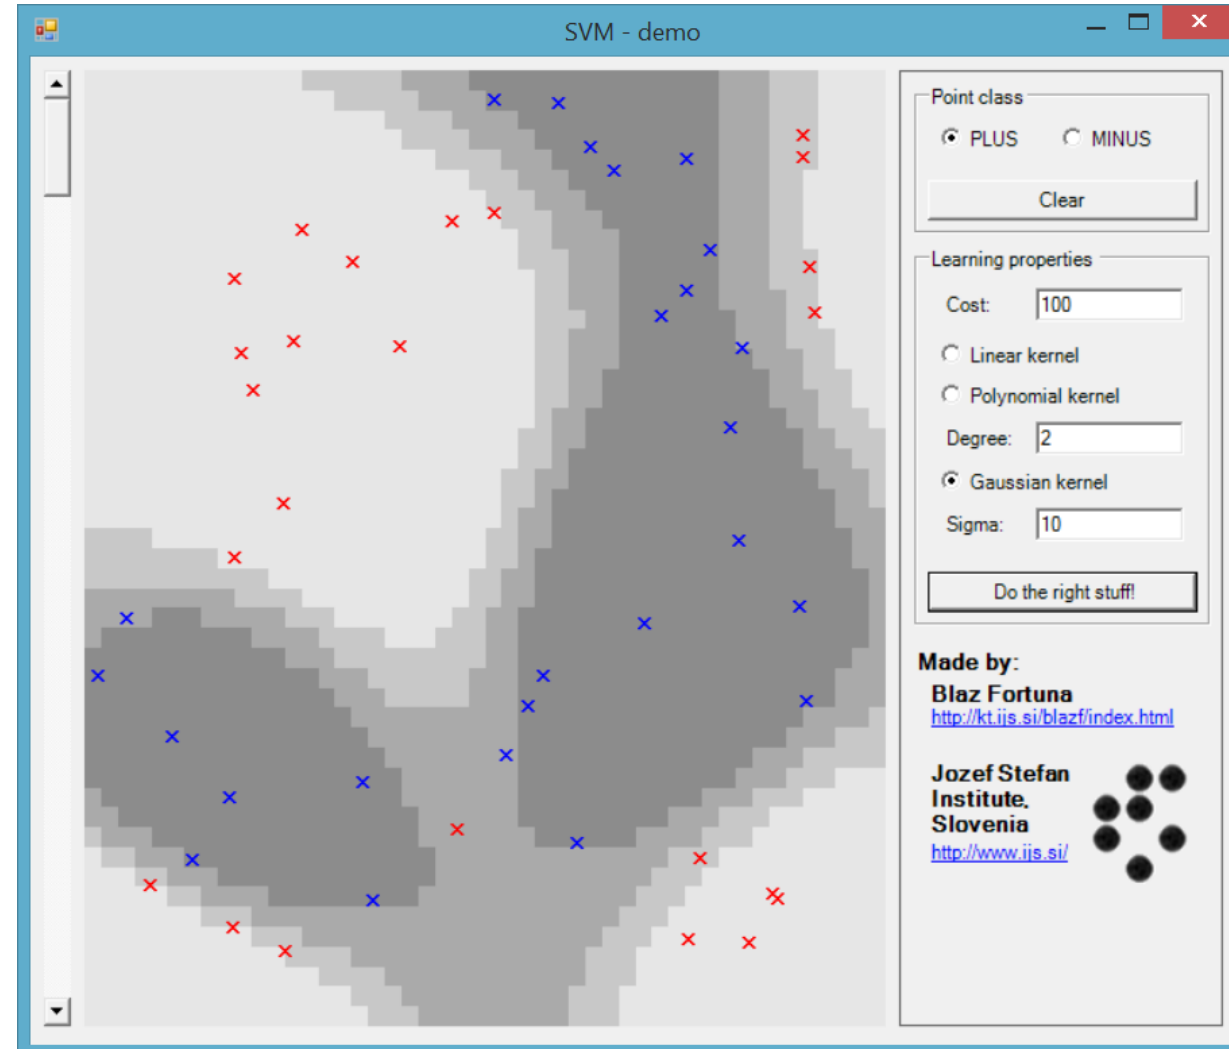 SVM - demo
Point class
PLUS MINUS
Clear
Learning properties
Cost: 100
Linear kernel
Polynomial kernel
Degree: 2
Gaussian kernel
Sigma: 10
Do the right stuff!
Made by:
Blaz Fortuna
http://kt.ijs.si/blazf/index.html
Jozef Stefan
Institute,
Slovenia
http://www.ijs.si/